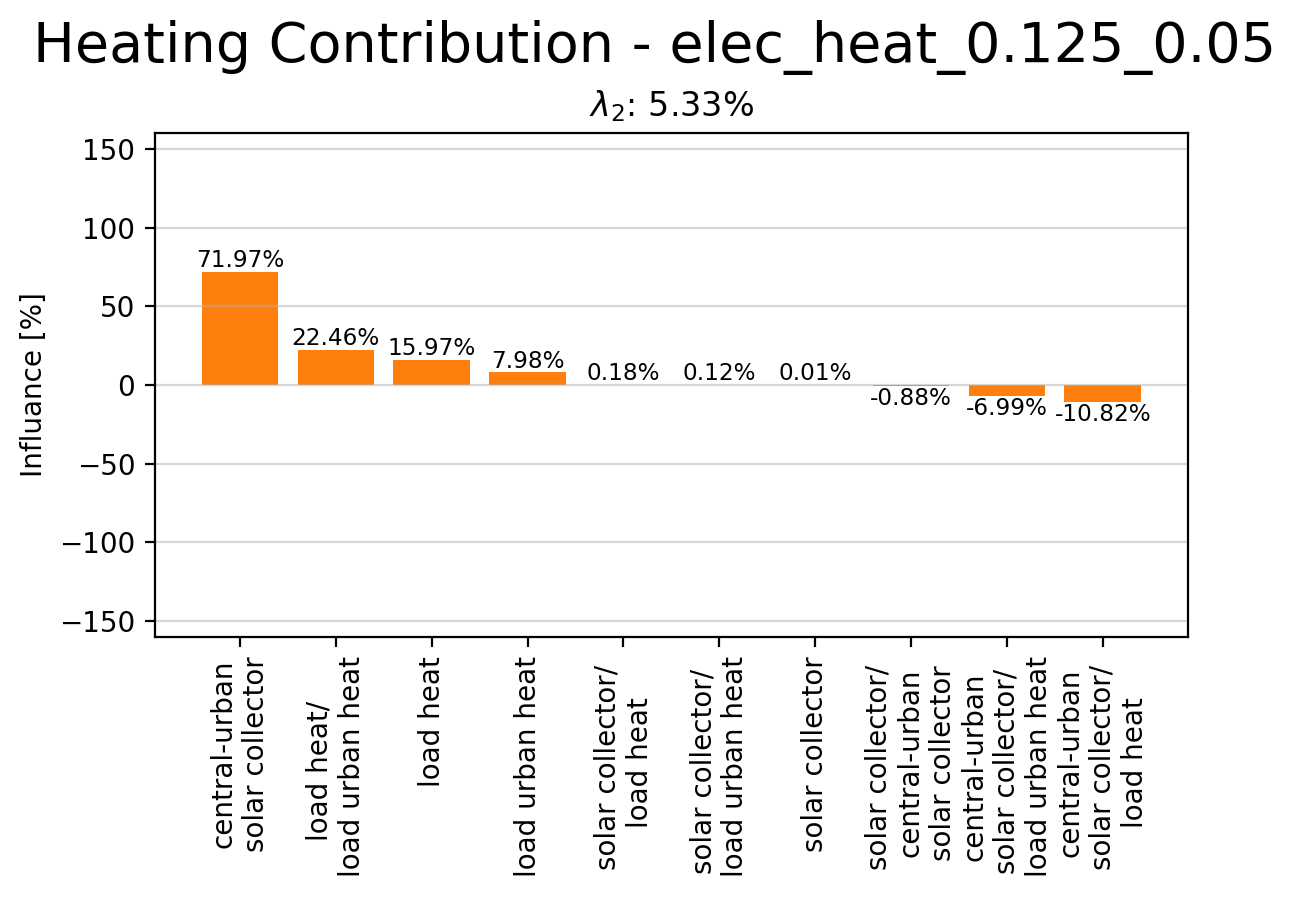 Heating Contribution - elec_heat_0.125_0.05
λ₂: 5.33%
Influance [%]
150
100
50
0
−50
−100
−150
71.97%
22.46%
15.97%
7.98%
0.18%
0.12%
0.01%
-0.88%
-6.99%
-10.82%
central-urban
solar collector
load heat/
load urban heat
load heat
load urban heat
solar collector/
load heat
solar collector/
load urban heat
solar collector
solar collector/
central-urban
solar collector
central-urban
solar collector/
load urban heat
central-urban
solar collector/
load heat